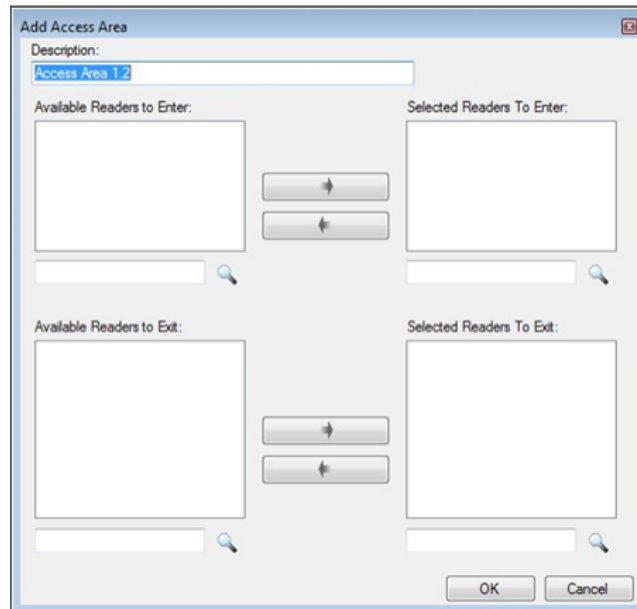 Add Access Area
Description:
Access Area 1.2
Available Readers to Enter:
Selected Readers To Enter:
Available Readers to Exit:
Selected Readers To Exit:
OK
Cancel